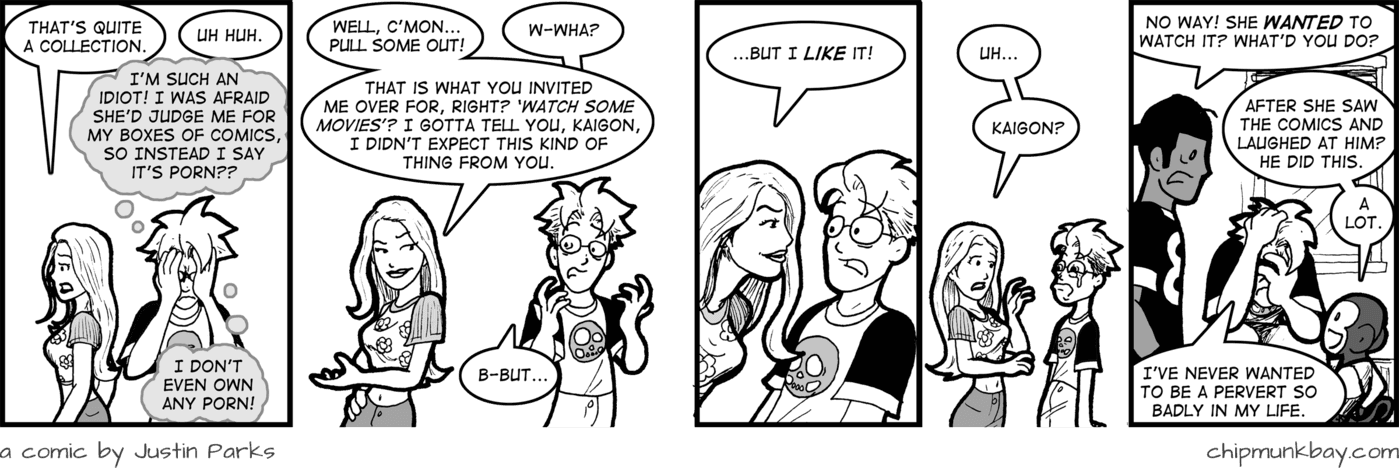 THAT'S QUITE
A COLLECTION.
UH HUH.
I'M SUCH AN
IDIOT! I WAS AFRAID
SHE'D JUDGE ME FOR
MY BOXES OF COMICS,
SO INSTEAD I SAY
IT'S PORN??
I DON'T
EVEN OWN
ANY PORN!
WELL, C'MON...
PULL SOME OUT!
W-WHA?
THAT IS WHAT YOU INVITED
ME OVER FOR, RIGHT? 'WATCH SOME
MOVIES'? I GOTTA TELL YOU, KAIGON,
I DIDN'T EXPECT THIS KIND OF
THING FROM YOU.
B-BUT...
...BUT I LIKE IT!
UH...
KAIGON?
NO WAY! SHE WANTED TO
WATCH IT? WHAT'D YOU DO?
AFTER SHE SAW
THE COMICS AND
LAUGHED AT HIM?
HE DID THIS.
A
LOT.
I'VE NEVER WANTED
TO BE A PERVERT SO
BADLY IN MY LIFE.
a comic by Justin Parks
chipmunkbay.com